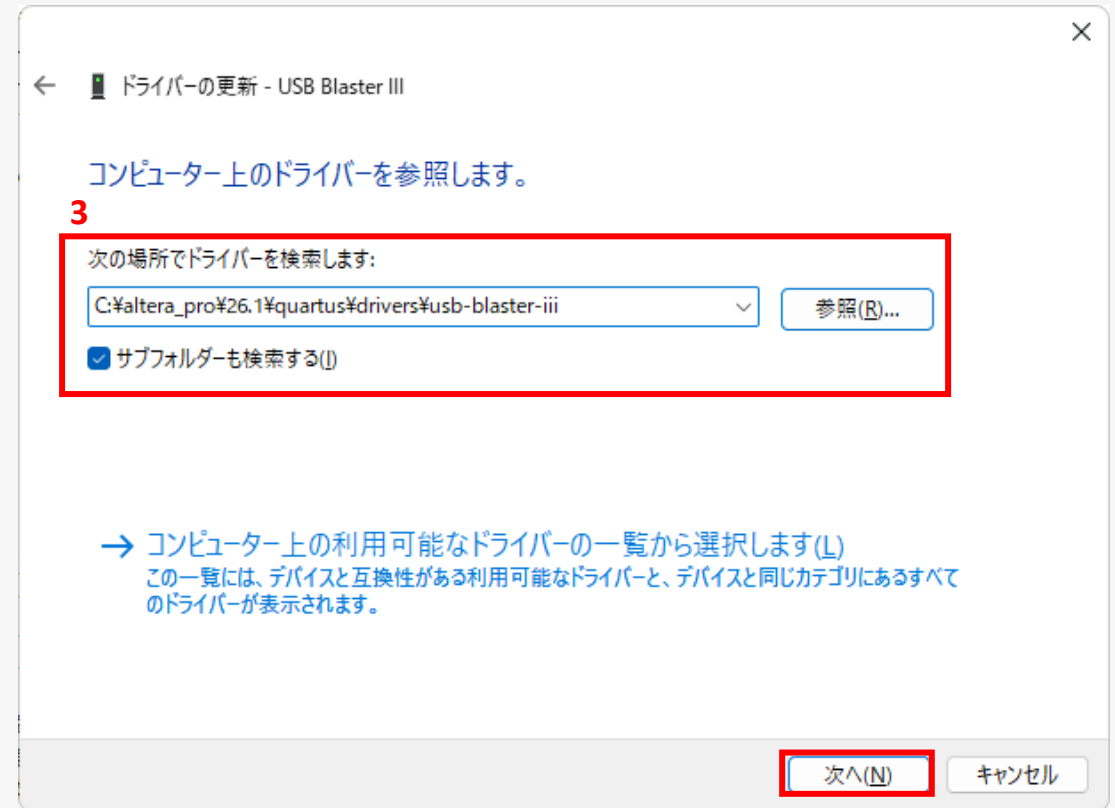 ドライバーの更新 - USB Blaster III
コンピューター上のドライバーを参照します。
3
次の場所でドライバーを検索します:
C:¥altera_pro¥26.1¥quartus¥drivers¥usb-blaster-iii
参照(R)...
サブフォルダーも検索する(I)
コンピューター上の利用可能なドライバーの一覧から選択します(L)
この一覧には、デバイスと互換性がある利用可能なドライバーと、デバイスと同じカテゴリにあるすべて
のドライバーが表示されます。
次へ(N)
キャンセル